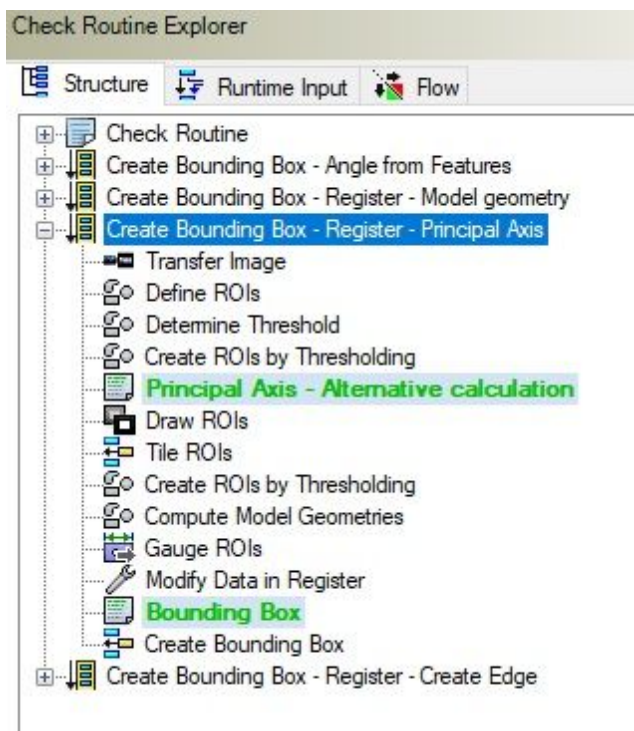 Check Routine Explorer
Structure Runtime Input Flow
Check Routine
Create Bounding Box - Angle from Features
Create Bounding Box - Register - Model geometry
Create Bounding Box - Register - Principal Axis
Transfer Image
Define ROIs
Determine Threshold
Create ROIs by Thresholding
Principal Axis - Alternative calculation
Draw ROIs
Tile ROIs
Create ROIs by Thresholding
Compute Model Geometries
Gauge ROIs
Modify Data in Register
Bounding Box
Create Bounding Box
Create Bounding Box - Register - Create Edge